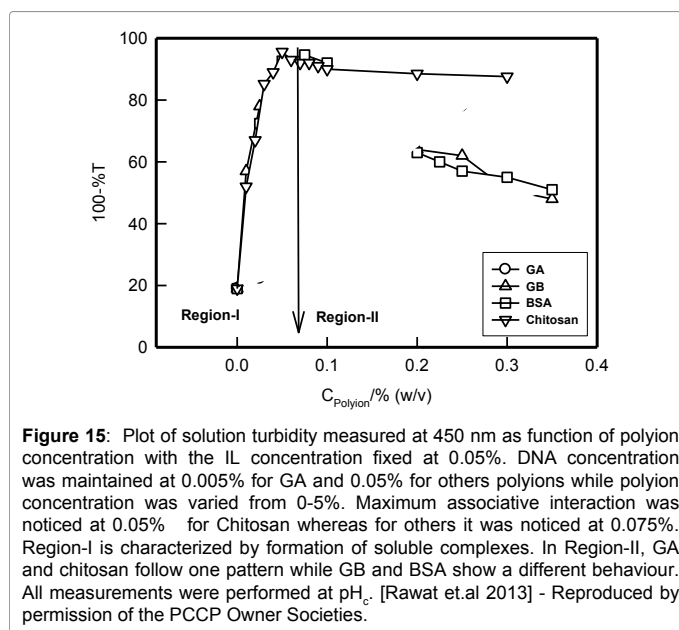 100
80
60
40
20
0
100-%T
Region-I
Region-II
GA
GB
BSA
Chitosan
0.0 0.1 0.2 0.3 0.4
C_Polyion/% (w/v)
Figure 15: Plot of solution turbidity measured at 450 nm as function of polyion
concentration with the IL concentration fixed at 0.05%. DNA concentration
was maintained at 0.005% for GA and 0.05% for others polyions while polyion
concentration was varied from 0-5%. Maximum associative interaction was
noticed at 0.05% for Chitosan whereas for others it was noticed at 0.075%.
Region-I is characterized by formation of soluble complexes. In Region-II, GA
and chitosan follow one pattern while GB and BSA show a different behaviour.
All measurements were performed at pH_c. [Rawat et.al 2013] - Reproduced by
permission of the PCCP Owner Societies.